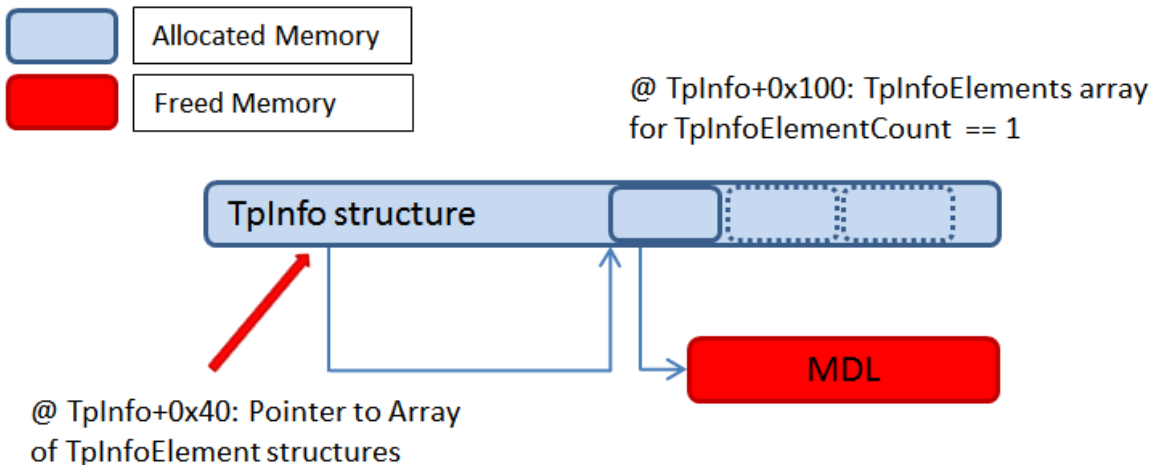 Allocated Memory
Freed Memory
@ TpInfo+0x100: TpInfoElements array
for TpInfoElementCount == 1
TpInfo structure
MDL
@ TpInfo+0x40: Pointer to Array
of TpInfoElement structures